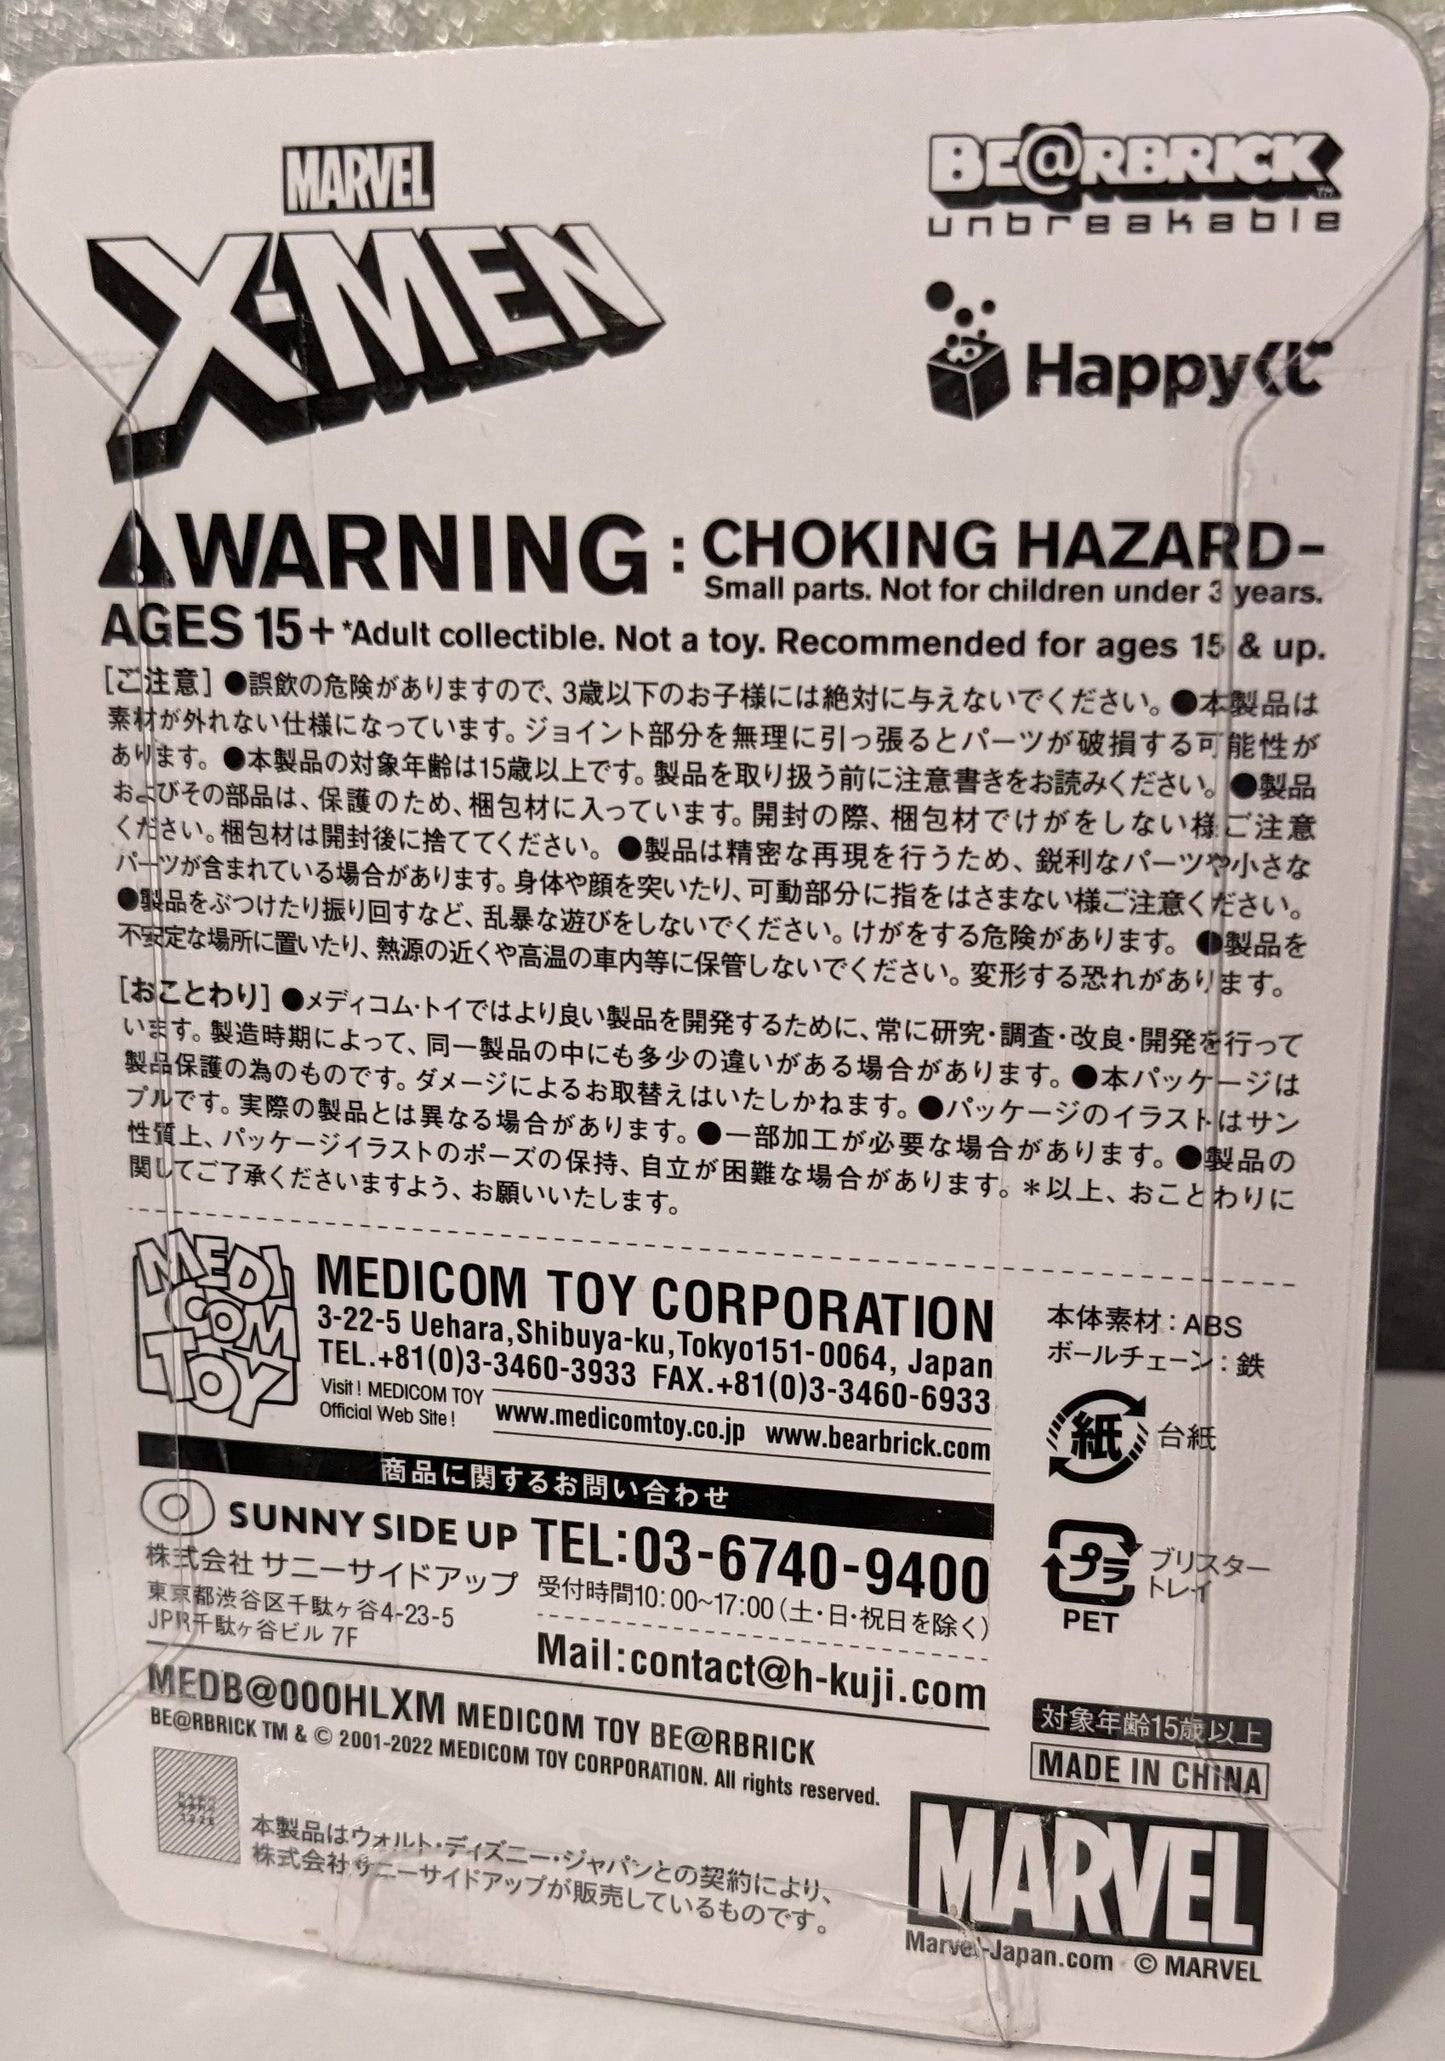 MARVEL
X-MEN
BE@RBRICK TM
unbreakable
Happyくじ
WARNING : CHOKING HAZARD–
Small parts. Not for children under 3 years.
AGES 15+ *Adult collectible. Not a toy. Recommended for ages 15 & up.
[ご注意] ●誤飲の危険がありますので、3歳以下のお子様には絶対に与えないでください。●本製品は
素材が外れない仕様になっています。ジョイント部分を無理に引っ張るとパーツが破損する可能性が
あります。●本製品の対象年齢は15歳以上です。製品を取り扱う前に注意書きをお読みください。●製品
およびその部品は、保護のため、梱包材に入っています。開封の際、梱包材でけがをしない様ご注意
ください。梱包材は開封後に捨ててください。●製品は精密な再現を行うため、鋭利なパーツや小さな
パーツが含まれている場合があります。身体や顔を突いたり、可動部分に指をはさまない様ご注意ください。
●製品をぶつけたり振り回すなど、乱暴な遊びをしないでください。けがをする危険があります。●製品を
不安定な場所に置いたり、熱源の近くや高温の車内等に保管しないでください。変形する恐れがあります。
[おことわり] ●メディコム・トイではより良い製品を開発するために、常に研究・調査・改良・開発を行って
います。製造時期によって、同一製品の中にも多少の違いがある場合があります。●本パッケージは
製品保護の為のものです。ダメージによるお取替えはいたしかねます。●パッケージのイラストはサン
プルです。実際の製品とは異なる場合があります。●一部加工が必要な場合があります。●製品の
性質上、パッケージイラストのポーズの保持、自立が困難な場合があります。＊以上、おことわりに
関してご了承くださいますよう、お願いいたします。
MEDICOM TOY
MEDICOM TOY CORPORATION
3-22-5 Uehara,Shibuya-ku,Tokyo151-0064, Japan
TEL.+81(0)3-3460-3933 FAX.+81(0)3-3460-6933
Visit! MEDICOM TOY
Official Web Site!
www.medicomtoy.co.jp www.bearbrick.com
本体素材：ABS
ボールチェーン：鉄
紙 台紙
プラ ブリスター
トレイ
PET
商品に関するお問い合わせ
SUNNY SIDE UP
株式会社 サニーサイドアップ
東京都渋谷区千駄ヶ谷4-23-5
JPR千駄ヶ谷ビル 7F
TEL:03-6740-9400
受付時間10:00~17:00（土・日・祝日を除く）
Mail:contact@h-kuji.com
MEDB@000HLXM MEDICOM TOY BE@RBRICK
BE@RBRICK TM & © 2001-2022 MEDICOM TOY CORPORATION. All rights reserved.
対象年齢15歳以上
MADE IN CHINA
本製品はウォルト・ディズニー・ジャパンとの契約により、
株式会社サニーサイドアップが販売しているものです。
MARVEL
Marvel-Japan.com © MARVEL